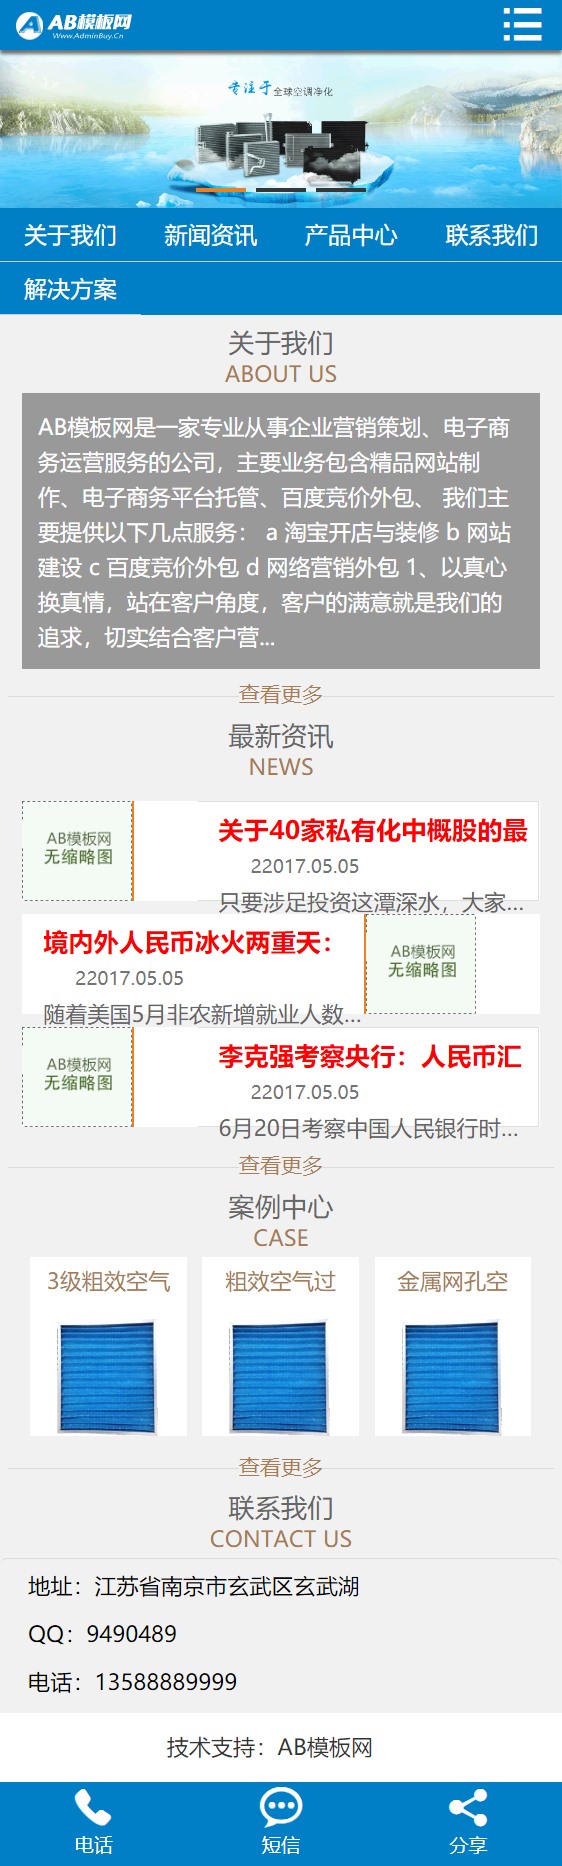 AB模板网
Www.AdminBuy.Cn
专注于全球空调净化
关于我们 新闻资讯 产品中心 联系我们
解决方案
关于我们
ABOUT US
AB模板网是一家专业从事企业营销策划、电子商
务运营服务的公司，主要业务包含精品网站制
作、电子商务平台托管、百度竞价外包、 我们主
要提供以下几点服务： a 淘宝开店与装修 b 网站
建设 c 百度竞价外包 d 网络营销外包 1、以真心
换真情，站在客户角度，客户的满意就是我们的
追求，切实结合客户营...
查看更多
最新资讯
NEWS
AB模板网
无缩略图
关于40家私有化中概股的最
22017.05.05
只要涉足投资这潭深水，大家...
境内外人民币冰火两重天：
22017.05.05
随着美国5月非农新增就业人数...
AB模板网
无缩略图
AB模板网
无缩略图
李克强考察央行：人民币汇
22017.05.05
6月20日考察中国人民银行时...
查看更多
案例中心
CASE
3级粗效空气 粗效空气过 金属网孔空
查看更多
联系我们
CONTACT US
地址：江苏省南京市玄武区玄武湖
QQ：9490489
电话：13588889999
技术支持：AB模板网
电话 短信 分享